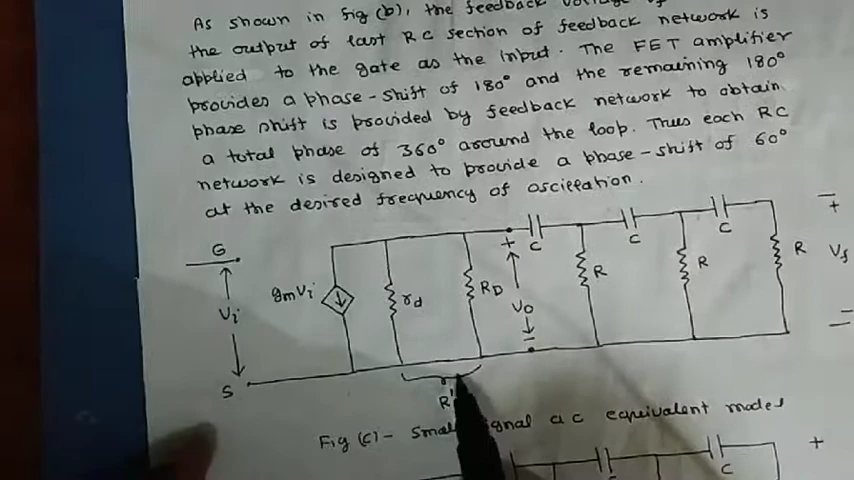 As shown in fig (b), the feedback voltage
the output of last RC section of feedback network is
applied to the gate as the input. The FET amplifier
provides a phase-shift of 180° and the remaining 180°
phase shift is provided by feedback network to obtain
a total phase of 360° around the loop. Thus each RC
network is designed to provide a phase-shift of 60°
at the desired frequency of oscillation.
G
Vi
S
gmVi
rd
RD
+
Vo
-
C
C
C
R
R
R
+
Vf
-
R'
Fig (c)- Small signal ac equivalent model
C
+